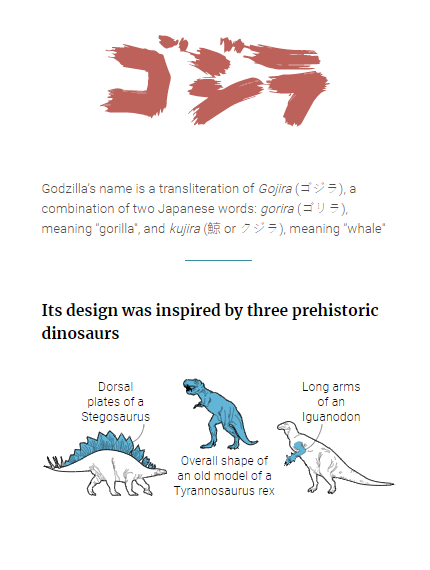 ゴジラ
Godzilla's name is a transliteration of Gojira (ゴジラ), a
combination of two Japanese words: gorira (ゴリラ),
meaning "gorilla", and kujira (鯨 or クジラ), meaning "whale"
Its design was inspired by three prehistoric
dinosaurs
Dorsal
plates of a
Stegosaurus
Overall shape of
an old model of a
Tyrannosaurus rex
Long arms
of an
Iguanodon